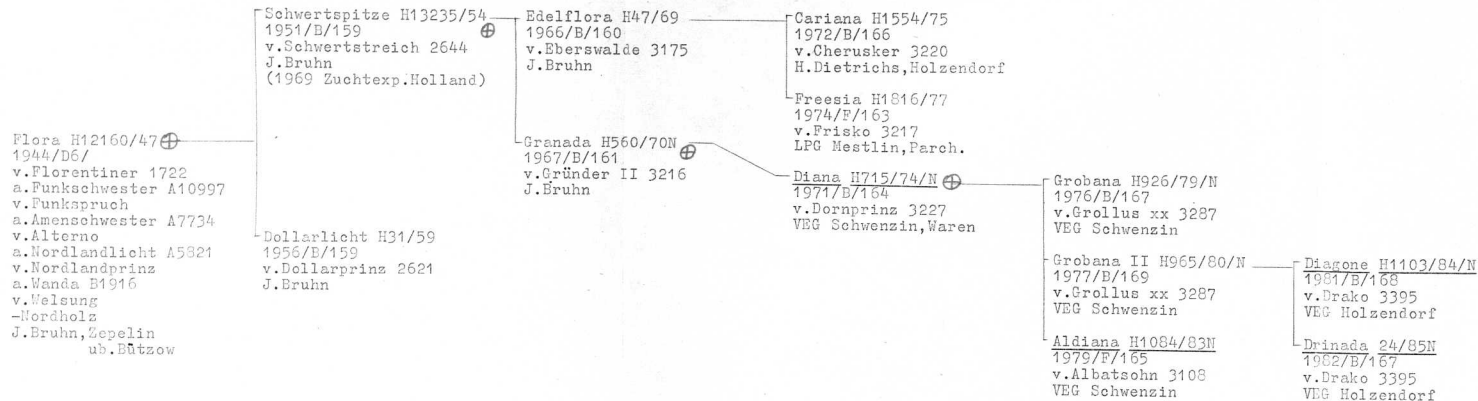 Flora H12160/47
1944/D6/
v.Florentiner 1722
a.Funkschwester A10997
v.Funkspruch
a.Amenschwester A7734
v.Alterno
a.Nordlandlicht A5821
v.Nordlandprinz
a.Wanda B1916
v.Welsung
-Nordholz
J.Bruhn,Zepelin
ub.Bützow
Schwertspitze H13235/54
1951/B/159
v.Schwertstreich 2644
J.Bruhn
(1969 Zuchtexp.Holland)
Dollarlicht H31/59
1956/B/159
v.Dollarprinz 2621
J.Bruhn
Edelflora H47/69
1966/B/160
v.Eberswalde 3175
J.Bruhn
Granada H560/70N
1967/B/161
v.Gründer II 3216
J.Bruhn
Cariana H1554/75
1972/B/166
v.Cherusker 3220
H.Dietrichs,Holzendorf
Freesia H1816/77
1974/F/163
v.Frisko 3217
LPG Mestlin,Parch.
Diana H715/74/N
1971/B/164
v.Dornprinz 3227
VEG Schwenzin,Waren
Grobana H926/79/N
1976/B/167
v.Grollus xx 3287
VEG Schwenzin
Grobana II H965/80/N
1977/B/169
v.Grollus xx 3287
VEG Schwenzin
Aldiana H1084/83N
1979/F/165
v.Albatsohn 3108
VEG Schwenzin
Diagone H1103/84/N
1981/B/168
v.Drako 3395
VEG Holzendorf
Drinada 24/85N
1982/B/167
v.Drako 3395
VEG Holzendorf